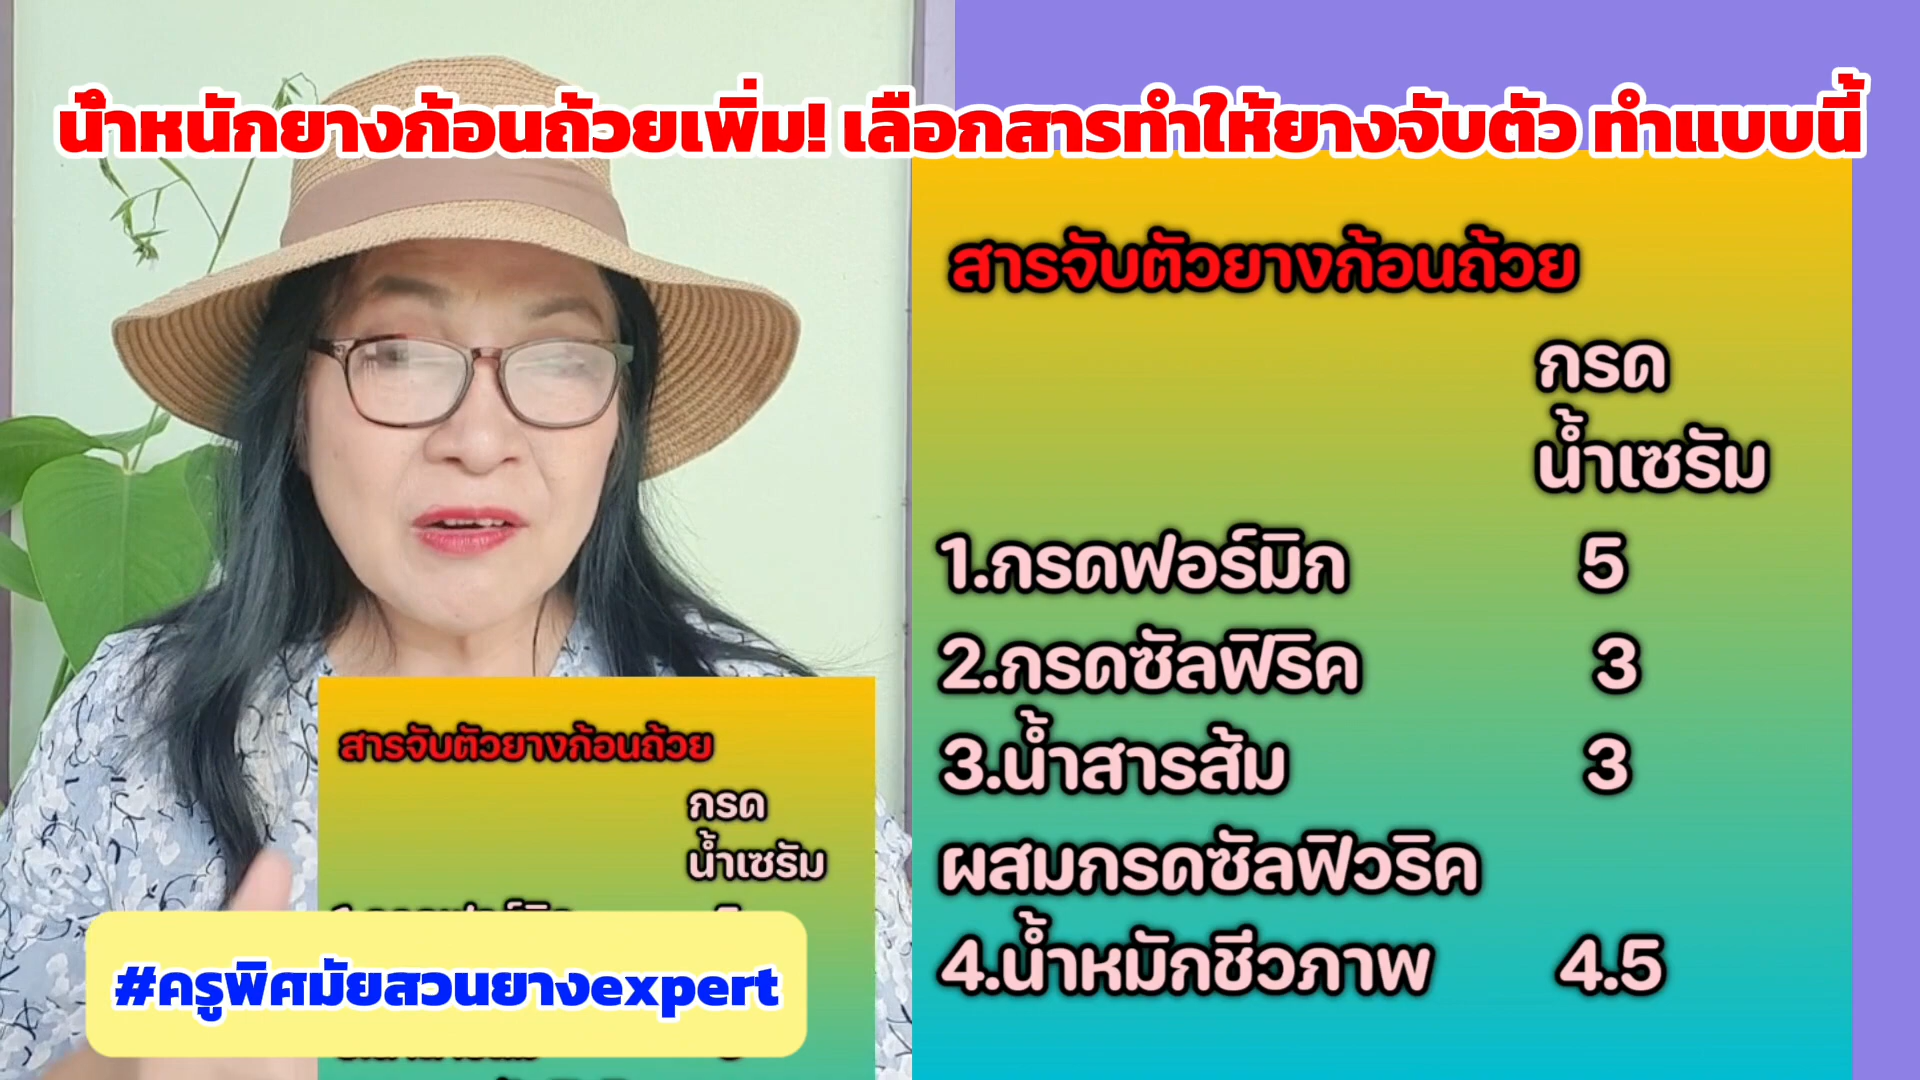 น้ำหนักยางก้อนถ้วยเพิ่ม! เลือกสารทำให้ยางจับตัว ทำแบบนี้
สารจับตัวยางก้อนถ้วย
กรด
น้ำเซรัม
1.กรดฟอร์มิก 5
2.กรดซัลฟิริค 3
3.น้ำสารส้ม 3
ผสมกรดซัลฟิวริค
4.น้ำหมักชีวภาพ 4.5
สารจับตัวยางก้อนถ้วย
กรด
น้ำเซรัม
#ครูพิศมัยสวนยางexpert